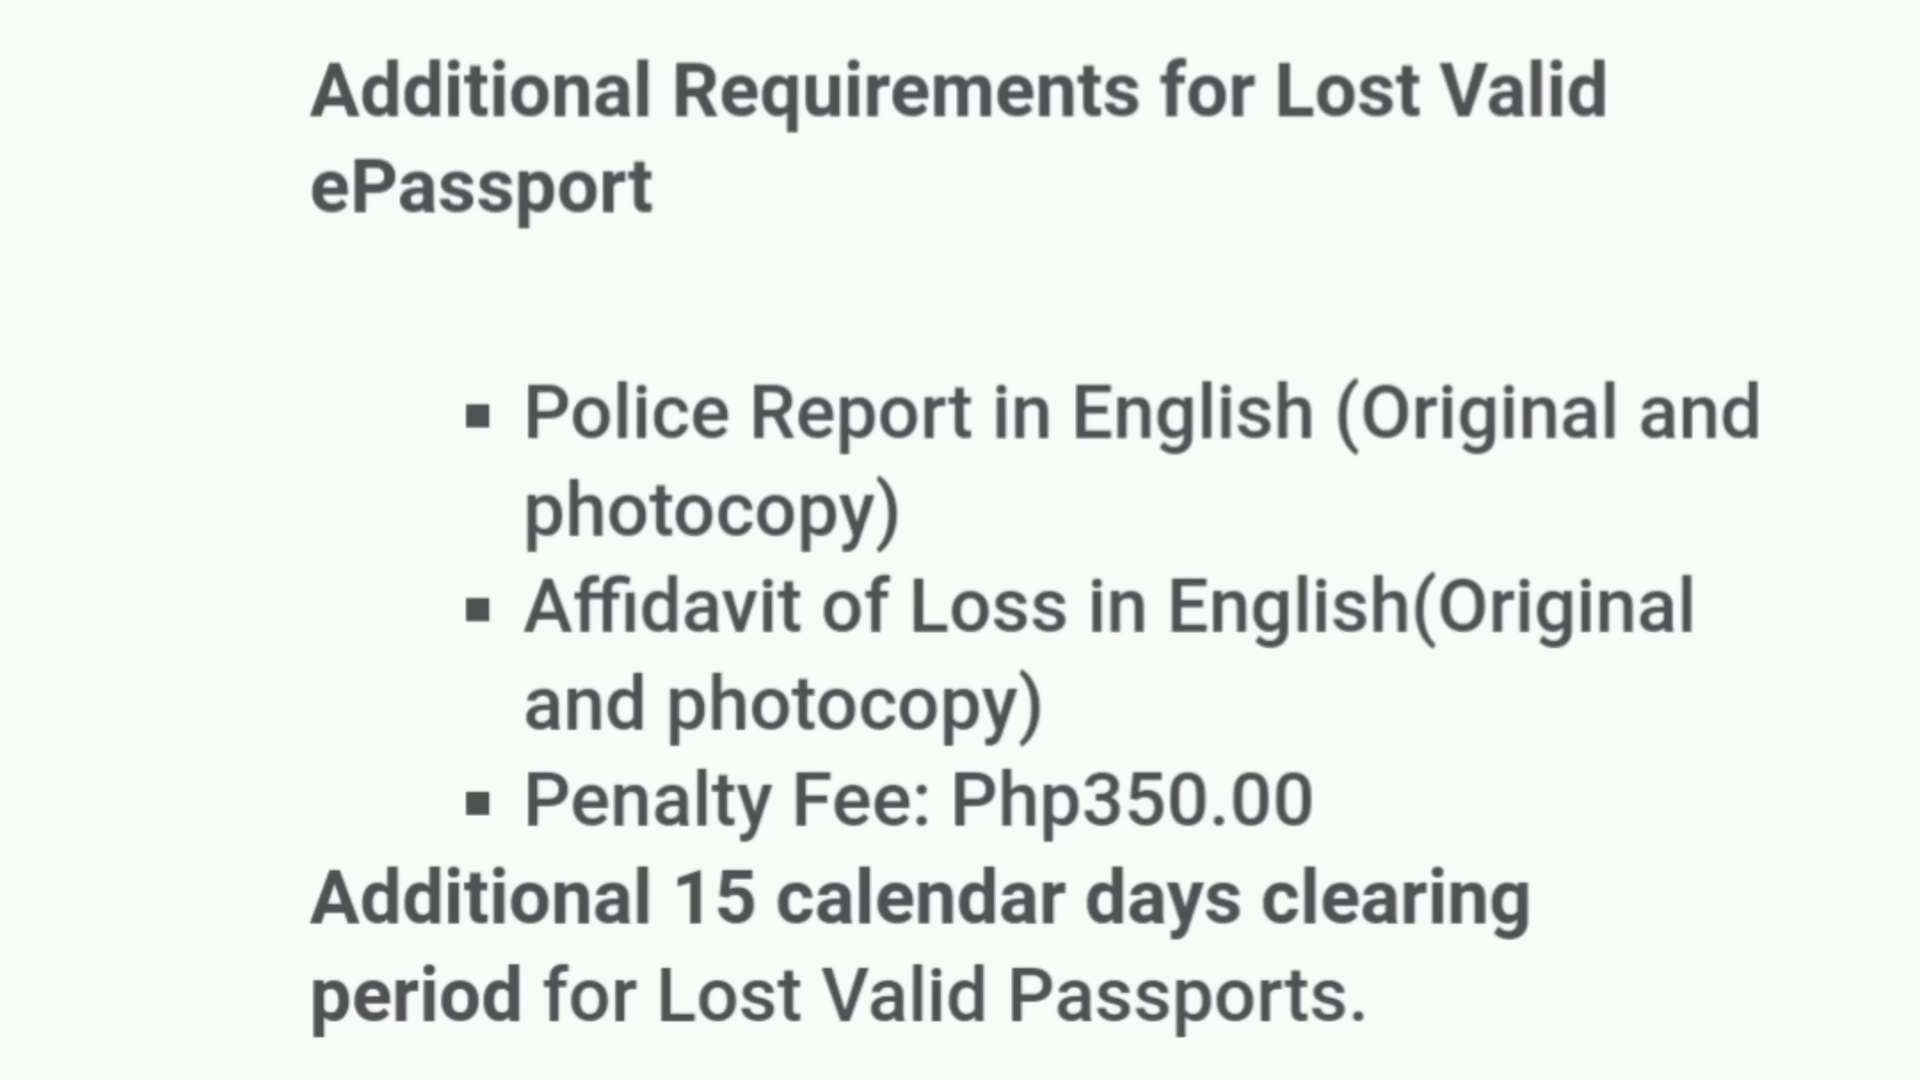 Additional Requirements for Lost Valid
ePassport
▪ Police Report in English (Original and
photocopy)
▪ Affidavit of Loss in English(Original
and photocopy)
▪ Penalty Fee: Php350.00
Additional 15 calendar days clearing
period for Lost Valid Passports.